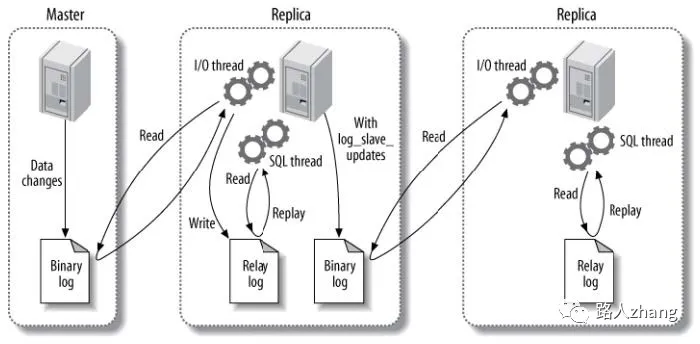 Master
Data
changes
Binary
log
Read
Replica
I/O thread
SQL thread
Read
Replay
Write
Relay
log
With
log_slave_
updates
Binary
log
Read
Replica
I/O thread
SQL thread
Read
Replay
Relay
log
路人zhang